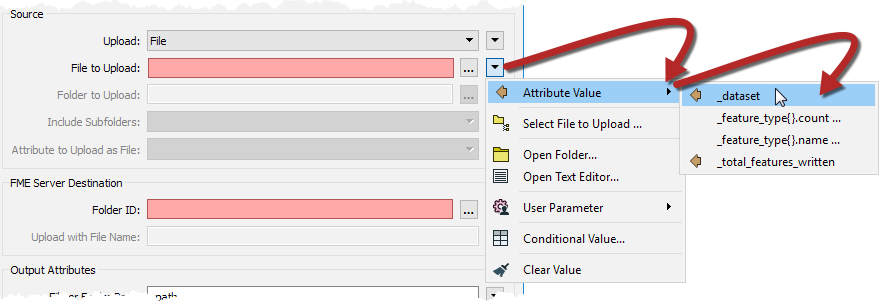 Source
Upload:
File
File to Upload:
...
Folder to Upload:
...
Include Subfolders:
Attribute to Upload as File:
FME Server Destination
Folder ID:
...
Upload with File Name:
Output Attributes
path
Attribute Value
Select File to Upload ...
Open Folder...
Open Text Editor...
User Parameter
Conditional Value...
Clear Value
_dataset
_feature_type{}.count ...
_feature_type{}.name ...
_total_features_written